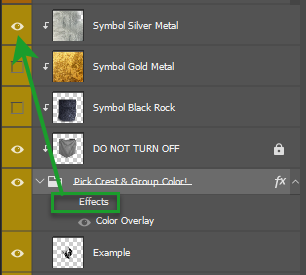 Symbol Silver Metal
Symbol Gold Metal
Symbol Black Rock
DO NOT TURN OFF
Pick Crest & Group Color! fx
Effects
Color Overlay
Example